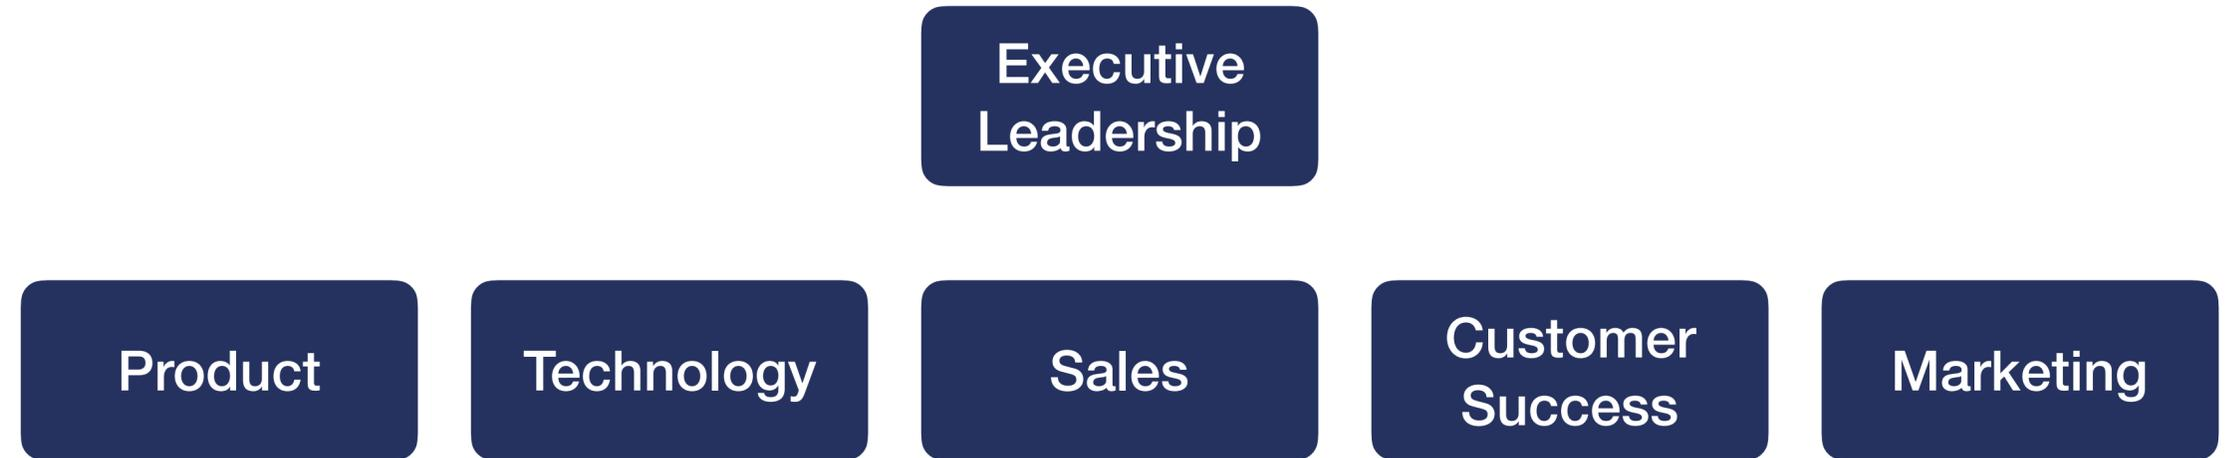 Executive
Leadership
Product
Technology
Sales
Customer
Success
Marketing